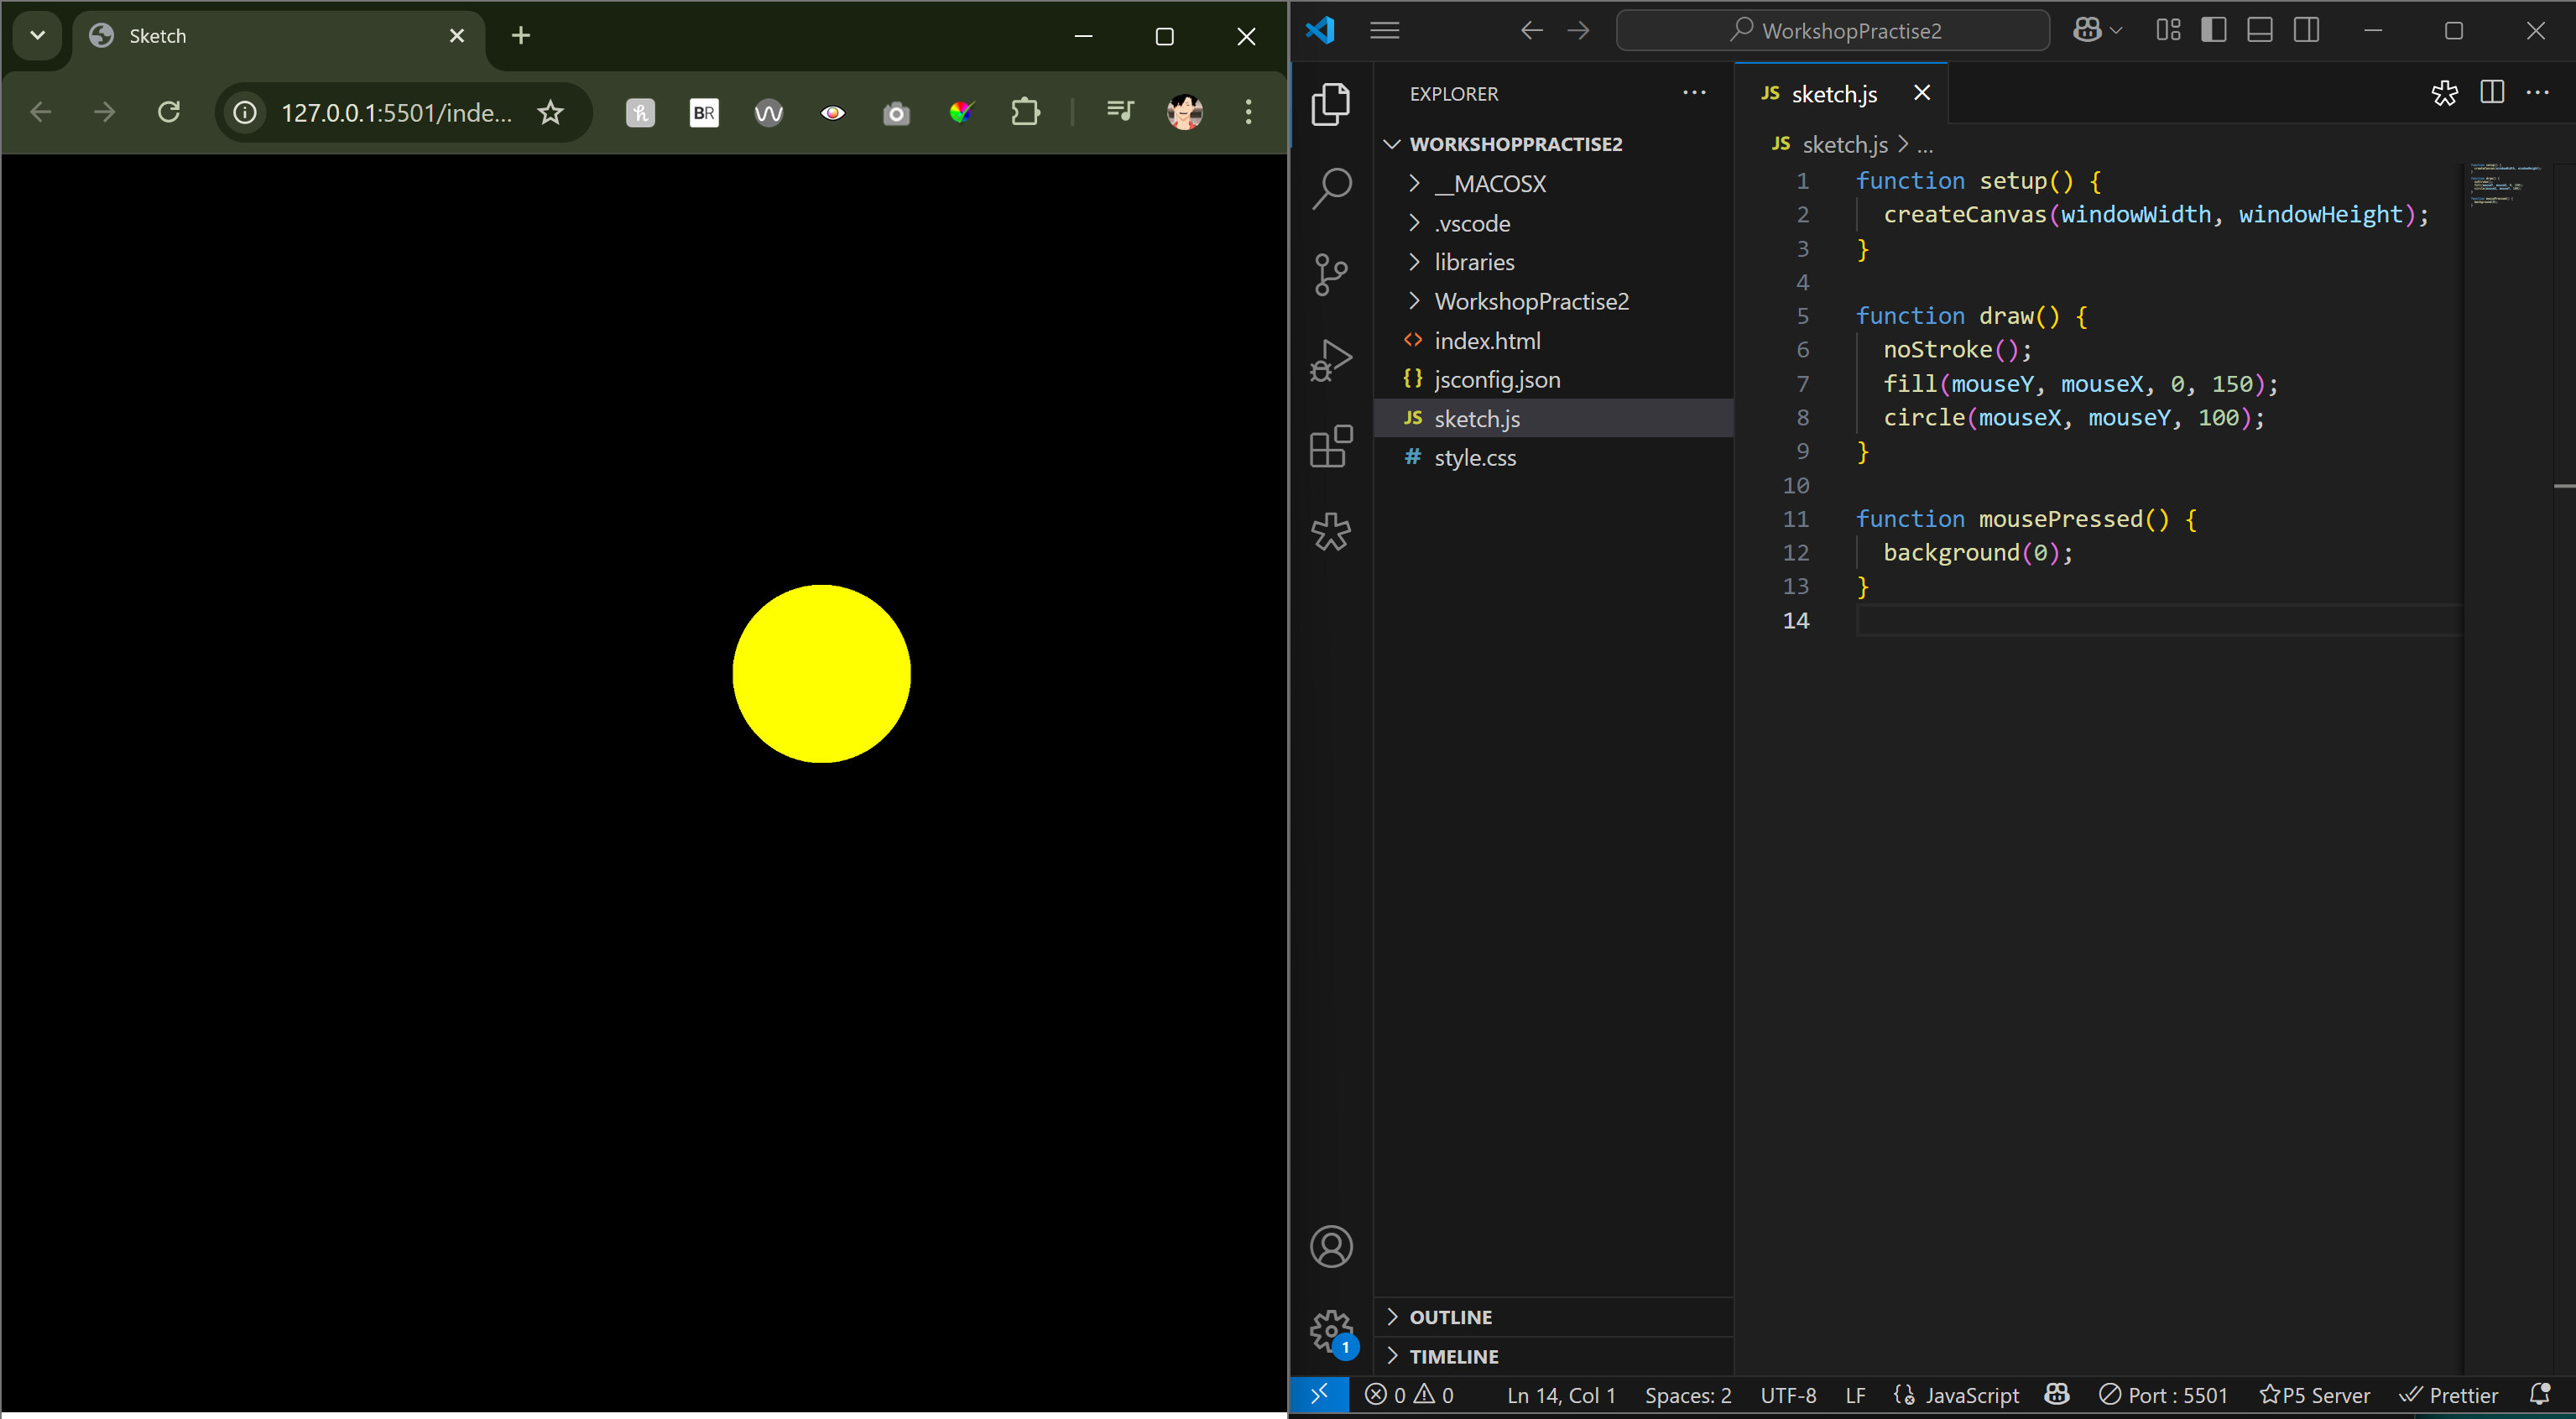 Sketch
127.0.0.1:5501/inde...
BR
WorkshopPractise2
EXPLORER
WORKSHOPPRACTISE2
__MACOSX
.vscode
libraries
WorkshopPractise2
index.html
{} jsconfig.json
JS sketch.js
# style.css
OUTLINE
TIMELINE
JS sketch.js
JS sketch.js > ...
1 function setup() {
2 createCanvas(windowWidth, windowHeight);
3 }
4
5 function draw() {
6 noStroke();
7 fill(mouseY, mouseX, 0, 150);
8 circle(mouseX, mouseY, 100);
9 }
10
11 function mousePressed() {
12 background(0);
13 }
14
1
0 0 Ln 14, Col 1 Spaces: 2 UTF-8 LF JavaScript Port : 5501 P5 Server Prettier